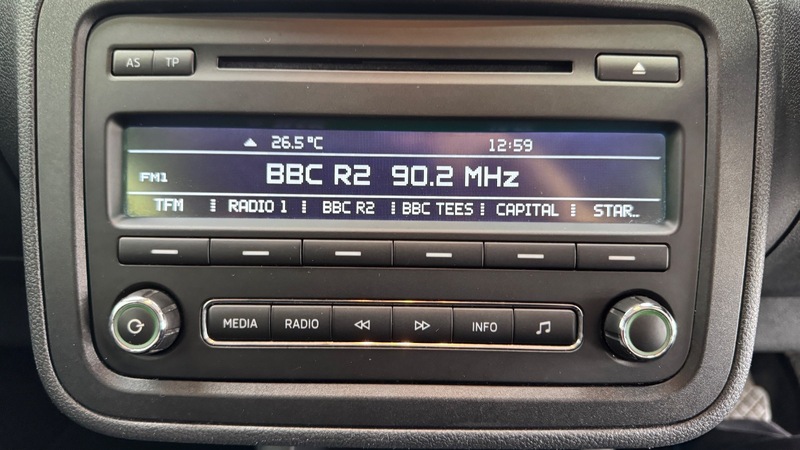 AS TP
26.5°C 12:59
FM1 BBC R2 90.2 MHz
TFM RADIO 1 BBC R2 BBC TEES CAPITAL STAR…
MEDIA RADIO INFO